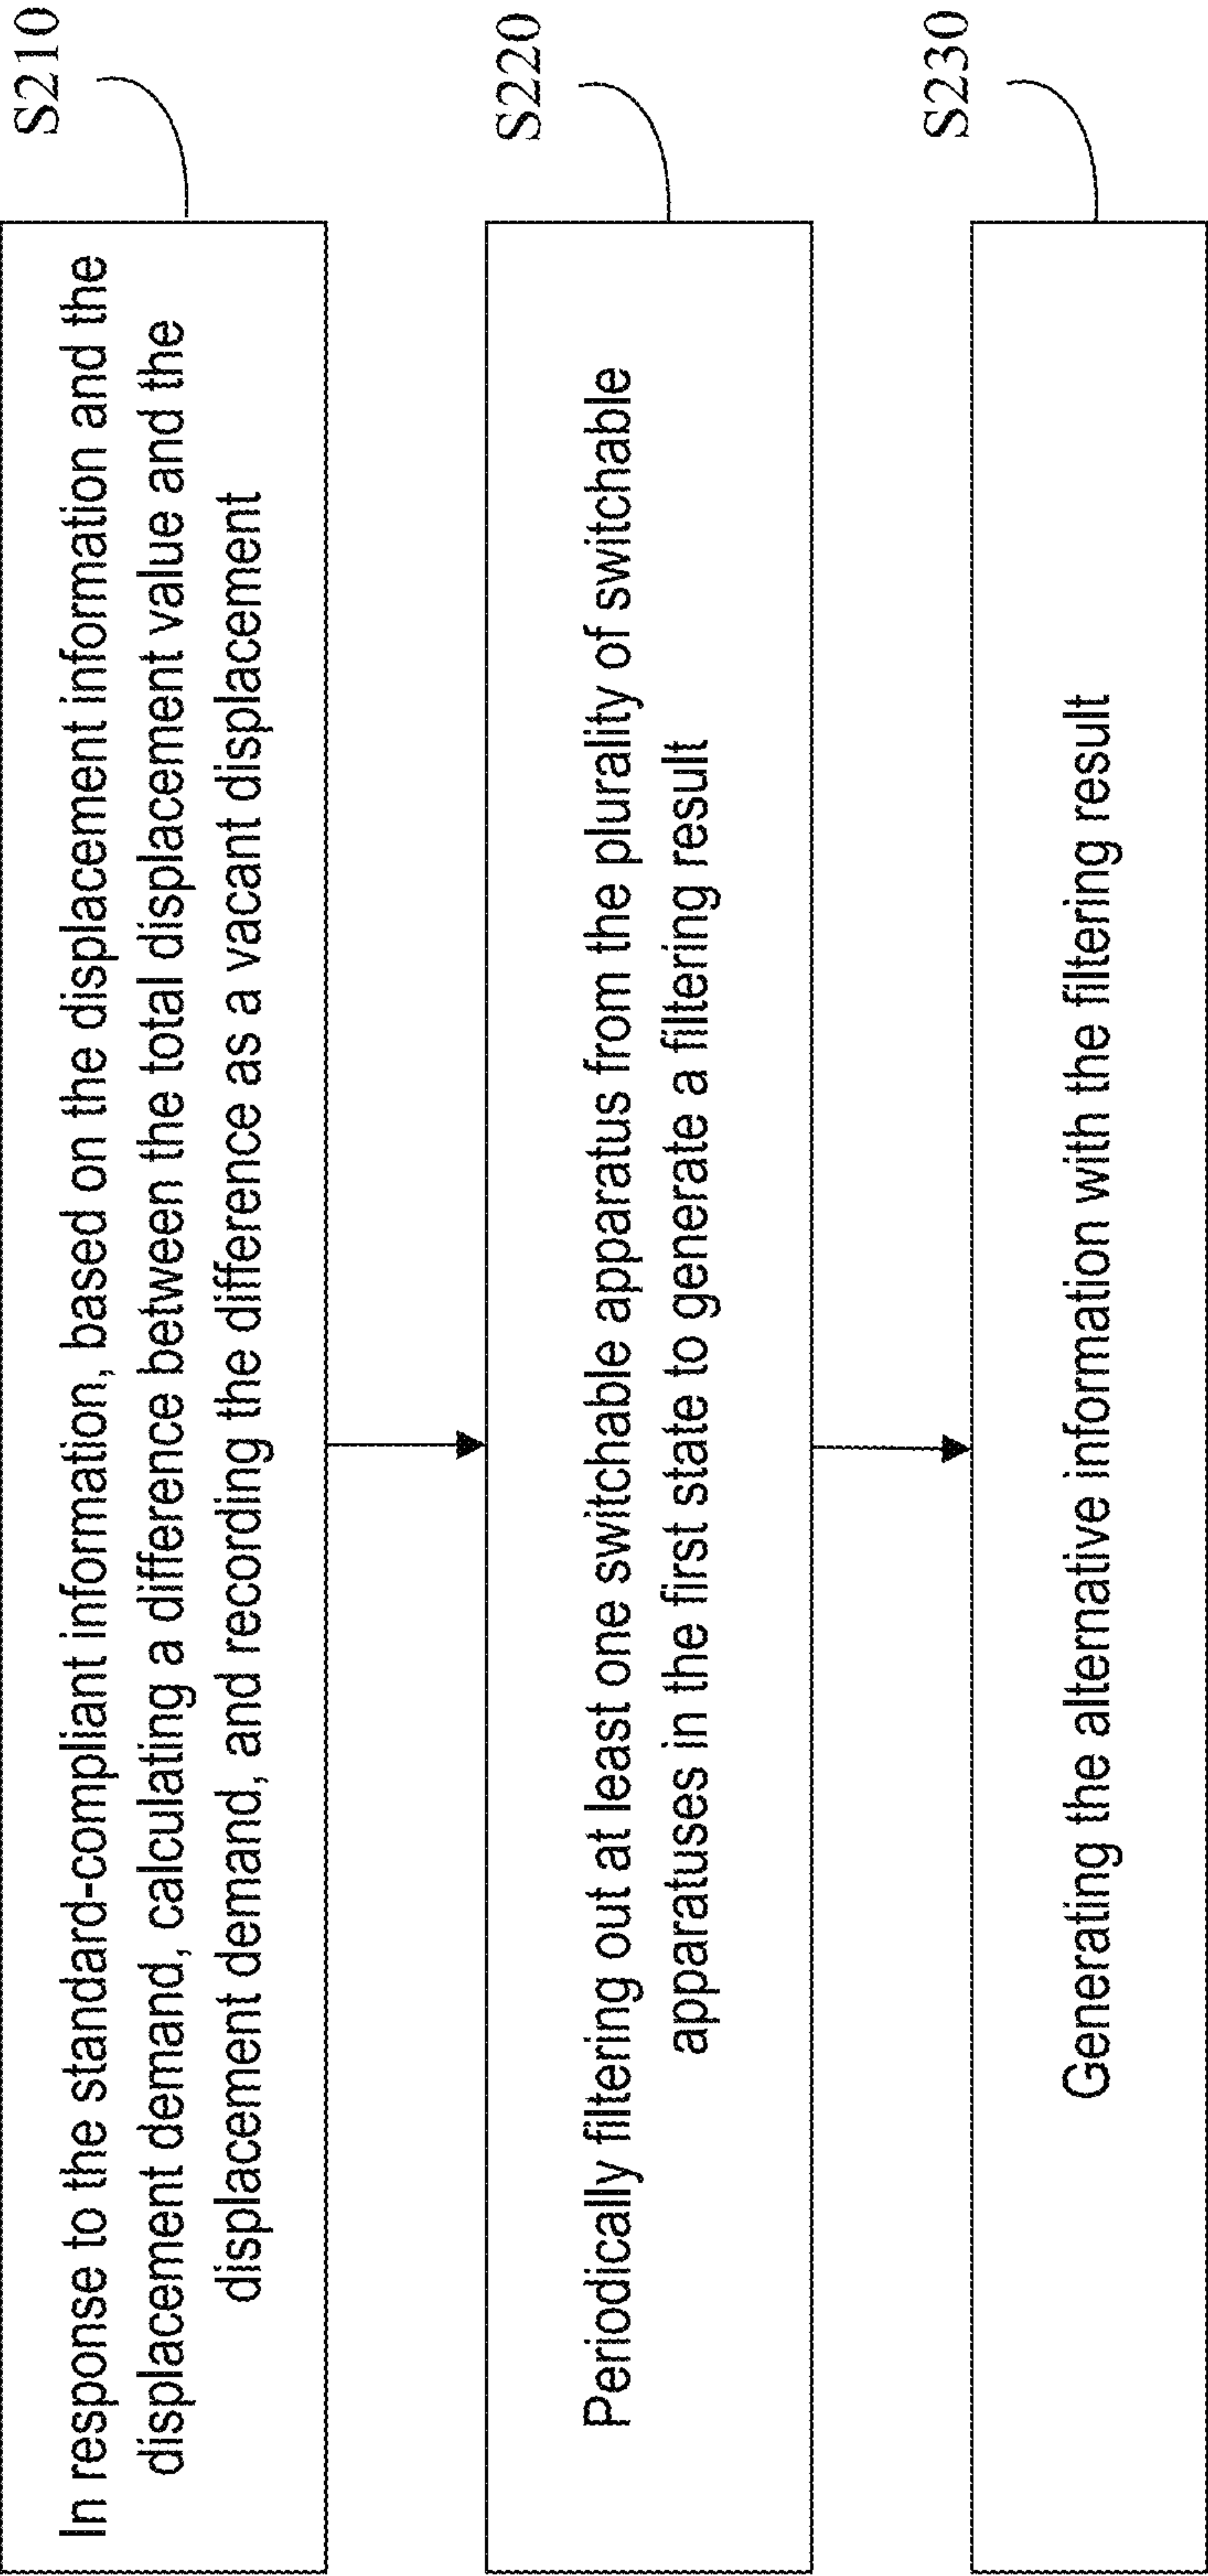 S210
In response to the standard-compliant information, based on the displacement information and the
displacement demand, calculating a difference between the total displacement value and the
displacement demand, and recording the difference as a vacant displacement
S220
Periodically filtering out at least one switchable apparatus from the plurality of switchable
apparatuses in the first state to generate a filtering result
S230
Generating the alternative information with the filtering result